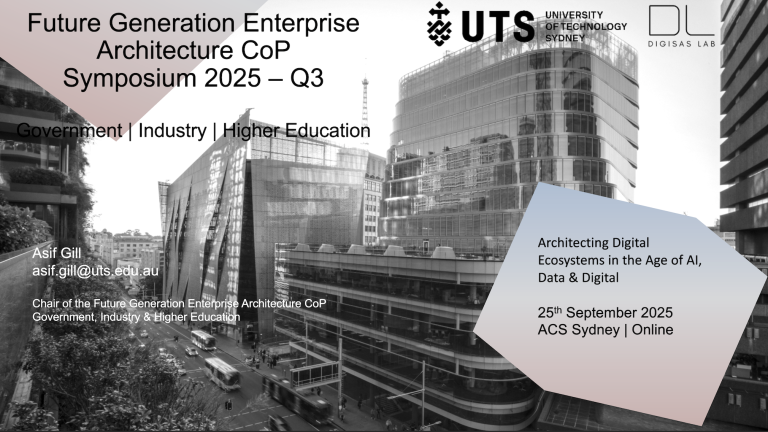 Future Generation Enterprise
Architecture CoP
Symposium 2025 – Q3
UTS
UNIVERSITY
OF TECHNOLOGY
SYDNEY
DL
DIGISAS LAB
Government | Industry | Higher Education
Asif Gill
asif.gill@uts.edu.au
Chair of the Future Generation Enterprise Architecture CoP
Government, Industry & Higher Education
Architecting Digital
Ecosystems in the Age of AI,
Data & Digital
25th September 2025
ACS Sydney | Online